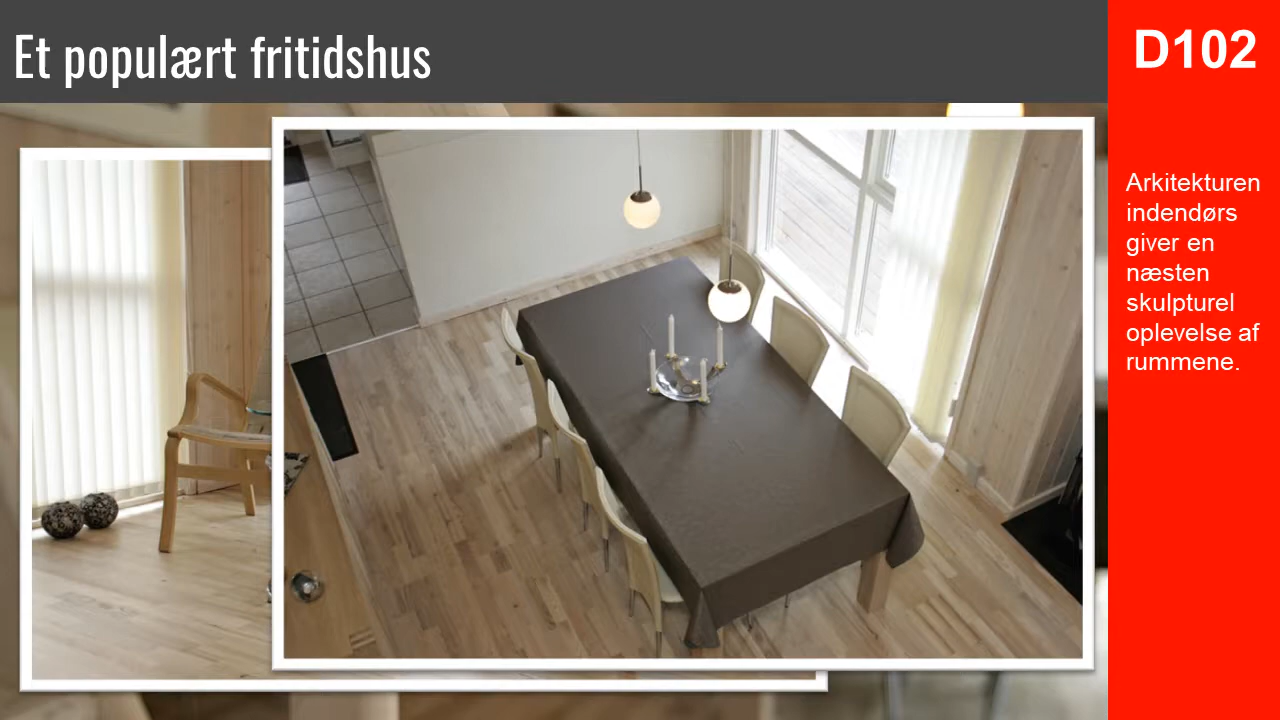 Et populært fritidshus
D102
Arkitekturen
indendørs
giver en
næsten
skulpturel
oplevelse af
rummene.